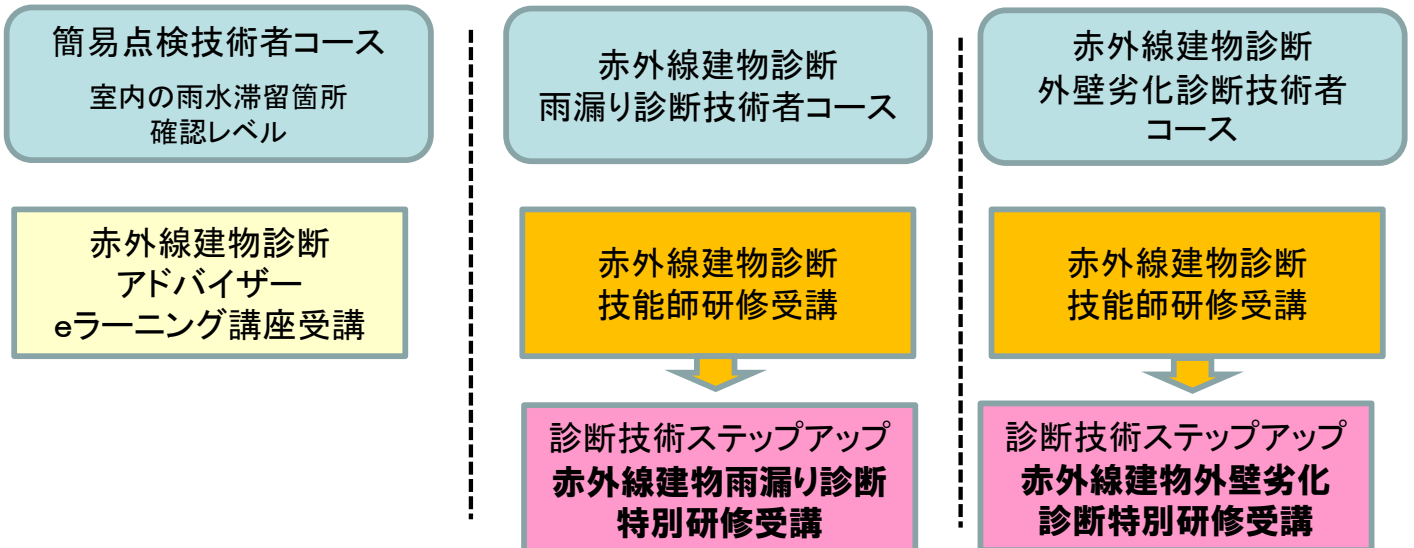 簡易点検技術者コース
室内の雨水滞留箇所
確認レベル
赤外線建物診断
アドバイザー
eラーニング講座受講
赤外線建物診断
雨漏り診断技術者コース
赤外線建物診断
技能師研修受講
診断技術ステップアップ
赤外線建物雨漏り診断
特別研修受講
赤外線建物診断
外壁劣化診断技術者
コース
赤外線建物診断
技能師研修受講
診断技術ステップアップ
赤外線建物外壁劣化
診断特別研修受講